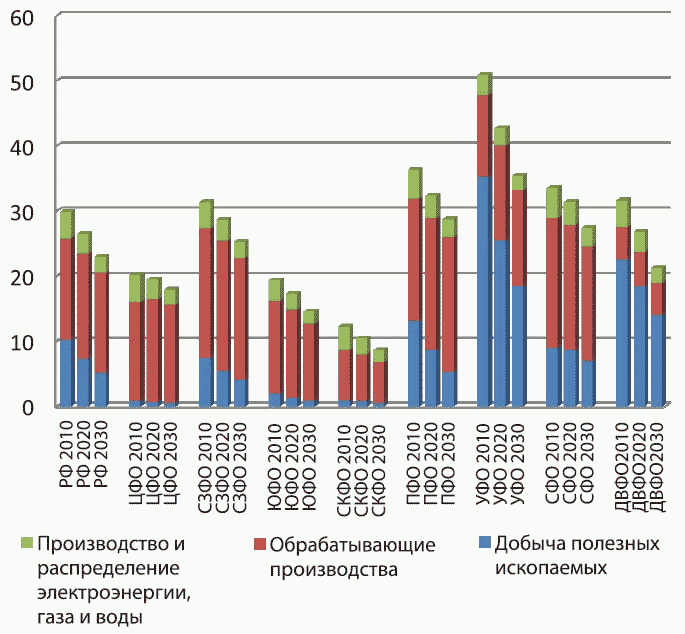 60
50
40
30
20
10
0
РФ 2010
РФ 2020
РФ 2030
ЦФО 2010
ЦФО 2020
ЦФО 2030
СЗФО 2010
СЗФО 2020
СЗФО 2030
ЮФО 2010
ЮФО 2020
ЮФО 2030
СКФО 2010
СКФО 2020
СКФО 2030
ПФО 2010
ПФО 2020
ПФО 2030
УФО 2010
УФО 2020
УФО 2030
СФО 2010
СФО 2020
СФО 2030
ДВФО2010
ДВФО2020
ДВФО2030
Производство и
распределение
электроэнергии,
газа и воды
Обрабатывающие
производства
Добыча полезных
ископаемых